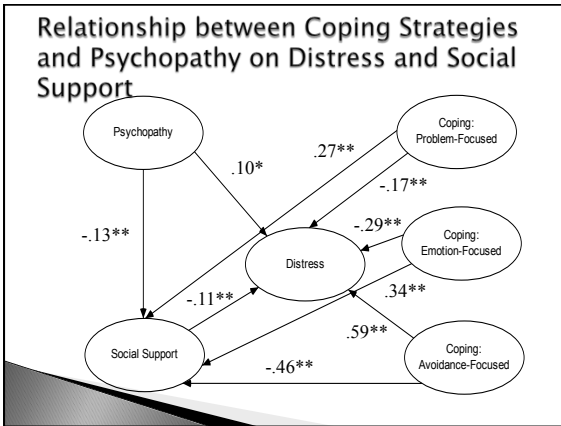 Relationship between Coping Strategies
and Psychopathy on Distress and Social
Support
Psychopathy
Coping:
Problem-Focused
.27**
.10*
-.17**
-.13**
-.29**
Coping:
Emotion-Focused
Distress
-.11**
.34**
.59**
Social Support
Coping:
Avoidance-Focused
-.46**